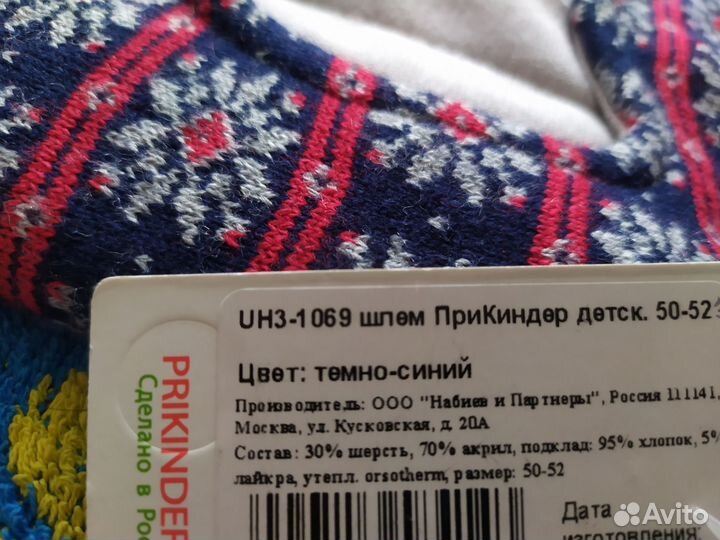 UH3-1069 шлем ПриКиндер детск. 50-52
Цвет: темно-синий
Производитель: ООО "Набиев и Партнеры", Россия 111141,
Москва, ул. Кусковская, д. 20А
Состав: 30% шерсть, 70% акрил, подклад: 95% хлопок, 5%
лайкра, утепл. orsotherm, размер: 50-52
Дата
изготовления:
PRIKINDER
Сделано в Рос
Avito